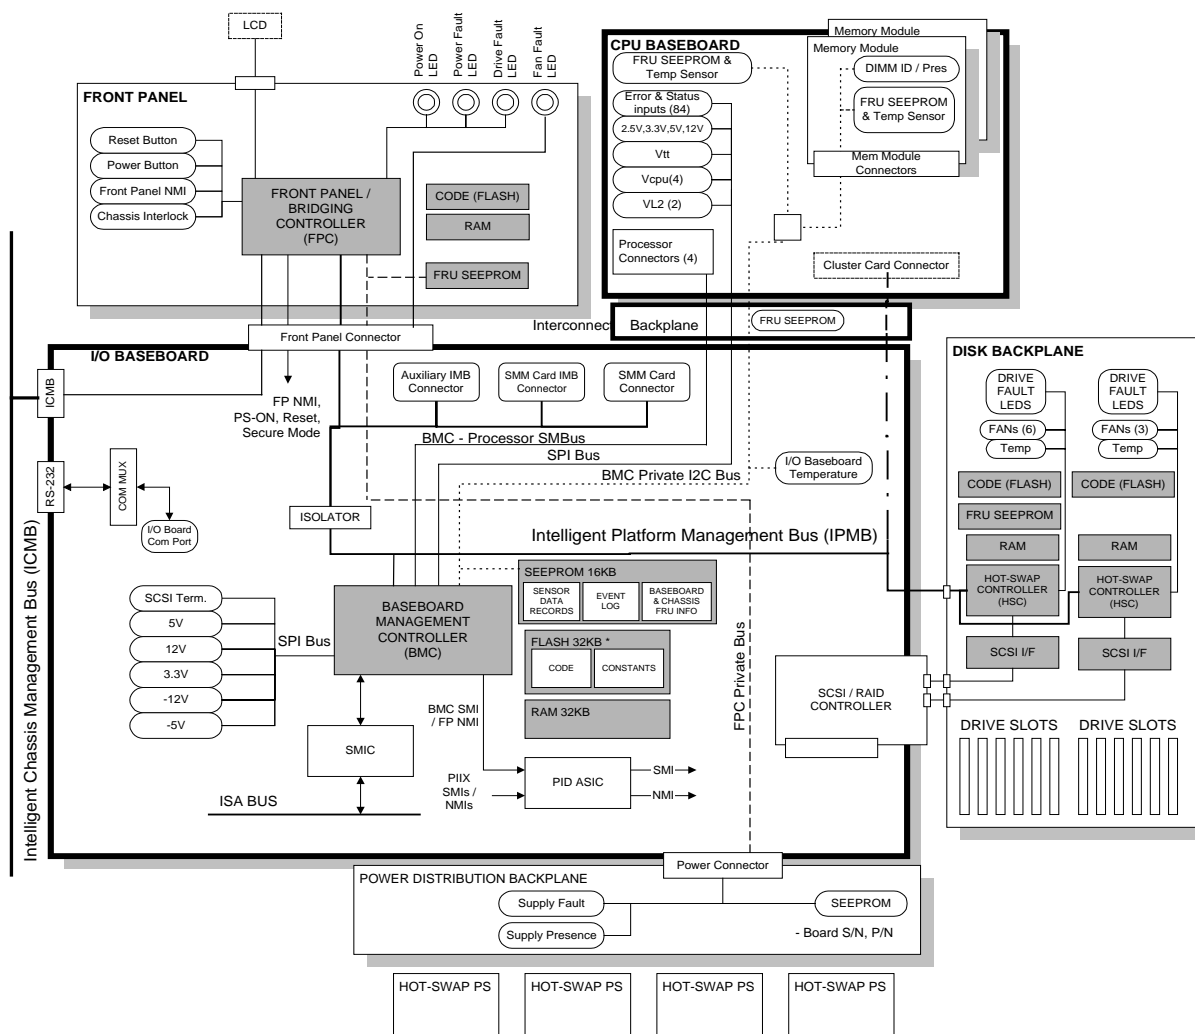 LCD
Power On
LED
Power Fault
LED
Drive Fault
LED
Fan Fault
LED
FRONT PANEL
Reset Button
Power Button
Front Panel NMI
Chassis Interlock
FRONT PANEL /
BRIDGING
CONTROLLER
(FPC)
CODE (FLASH)
RAM
FRU SEEPROM
Front Panel Connector
CPU BASEBOARD
FRU SEEPROM &
Temp Sensor
Error & Status
inputs (84)
2.5V,3.3V,5V,12V
Vtt
Vcpu(4)
VL2 (2)
Processor
Connectors (4)
Memory Module
Memory Module
DIMM ID / Pres
FRU SEEPROM
& Temp Sensor
Mem Module
Connectors
Cluster Card Connector
Interconnect Backplane
FRU SEEPROM
I/O BASEBOARD
ICMB
RS-232
COM MUX
I/O Board
Com Port
Intelligent Chassis Management Bus (ICMB)
FP NMI,
PS-ON, Reset,
Secure Mode
Auxiliary IMB
Connector
SMM Card IMB
Connector
SMM Card
Connector
BMC - Processor SMBus
SPI Bus
BMC Private I2C Bus
I/O Baseboard
Temperature
ISOLATOR
Intelligent Platform Management Bus (IPMB)
SCSI Term.
5V
12V
3.3V
-12V
-5V
SPI Bus
BASEBOARD
MANAGEMENT
CONTROLLER
(BMC)
SEEPROM 16KB
SENSOR
DATA
RECORDS
EVENT
LOG
BASEBOARD
& CHASSIS
FRU INFO
FLASH 32KB *
CODE
CONSTANTS
RAM 32KB
BMC SMI
/ FP NMI
SMIC
ISA BUS
PIIX
SMIs /
NMIs
PID ASIC
SMI
NMI
FPC Private Bus
SCSI / RAID
CONTROLLER
DISK BACKPLANE
DRIVE
FAULT
LEDS
FANs (6)
Temp
CODE (FLASH)
FRU SEEPROM
RAM
HOT-SWAP
CONTROLLER
(HSC)
SCSI I/F
DRIVE
FAULT
LEDS
FANs (3)
Temp
CODE (FLASH)
RAM
HOT-SWAP
CONTROLLER
(HSC)
SCSI I/F
DRIVE SLOTS
DRIVE SLOTS
Power Connector
POWER DISTRIBUTION BACKPLANE
Supply Fault
Supply Presence
SEEPROM
- Board S/N, P/N
HOT-SWAP PS
HOT-SWAP PS
HOT-SWAP PS
HOT-SWAP PS